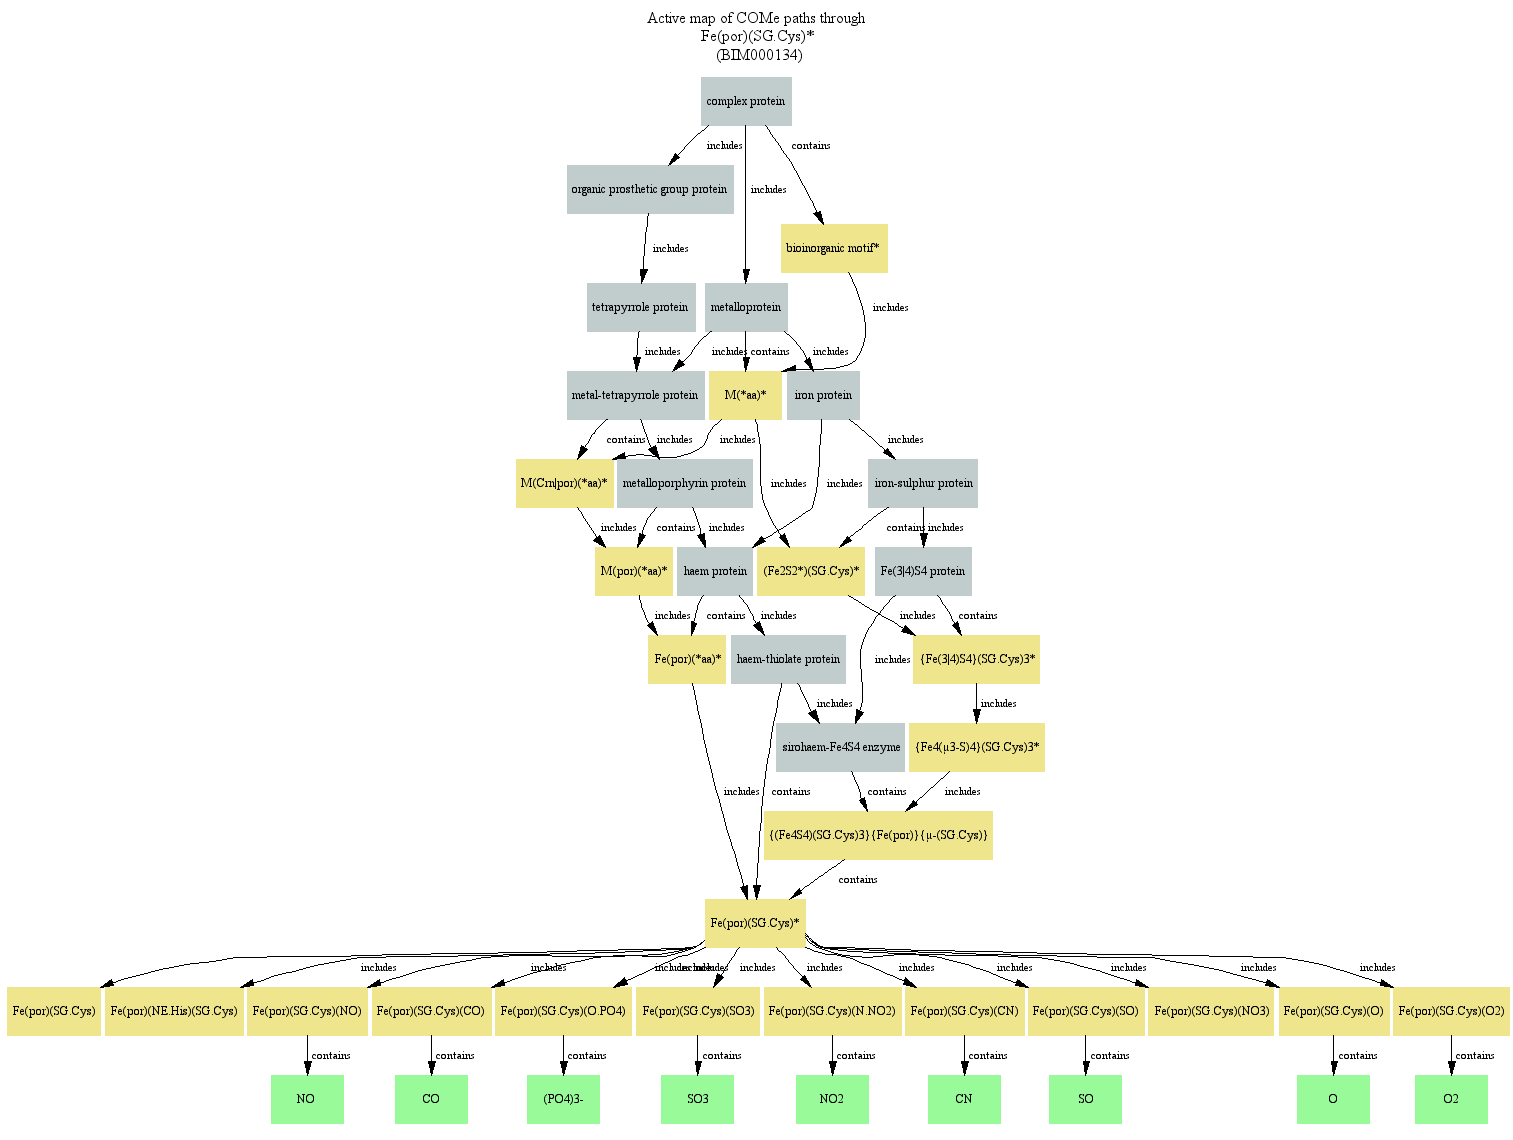 Active map of COMe paths through
Fe(por)(SG.Cys)*
(BIM000134)
complex protein
includes
contains
organic prosthetic group protein
includes
bioinorganic motif*
includes
tetrapyrrole protein
metalloprotein
includes
includes
includes
contains
includes
metal-tetrapyrrole protein
M(*aa)*
iron protein
contains
includes
includes
includes
M(Crn|por)(*aa)*
metalloporphyrin protein
includes
includes
iron-sulphur protein
includes
contains
includes
contains
includes
M(por)(*aa)*
haem protein
(Fe2S2*)(SG.Cys)*
Fe(3|4)S4 protein
includes
contains
includes
includes
contains
Fe(por)(*aa)*
haem-thiolate protein
includes
{Fe(3|4)S4}(SG.Cys)3*
includes
includes
sirohaem-Fe4S4 enzyme
{Fe4(μ3-S)4}(SG.Cys)3*
includes
contains
contains
includes
{(Fe4S4)(SG.Cys)3}{Fe(por)}{μ-(SG.Cys)}
contains
Fe(por)(SG.Cys)*
includes
includes
includes
includes
includes
includes
includes
includes
includes
includes
includes
Fe(por)(SG.Cys)
Fe(por)(NE.His)(SG.Cys)
Fe(por)(SG.Cys)(NO)
Fe(por)(SG.Cys)(CO)
Fe(por)(SG.Cys)(O.PO4)
Fe(por)(SG.Cys)(SO3)
Fe(por)(SG.Cys)(N.NO2)
Fe(por)(SG.Cys)(CN)
Fe(por)(SG.Cys)(SO)
Fe(por)(SG.Cys)(NO3)
Fe(por)(SG.Cys)(O)
Fe(por)(SG.Cys)(O2)
contains
contains
contains
contains
contains
contains
contains
contains
contains
NO
CO
(PO4)3-
SO3
NO2
CN
SO
O
O2